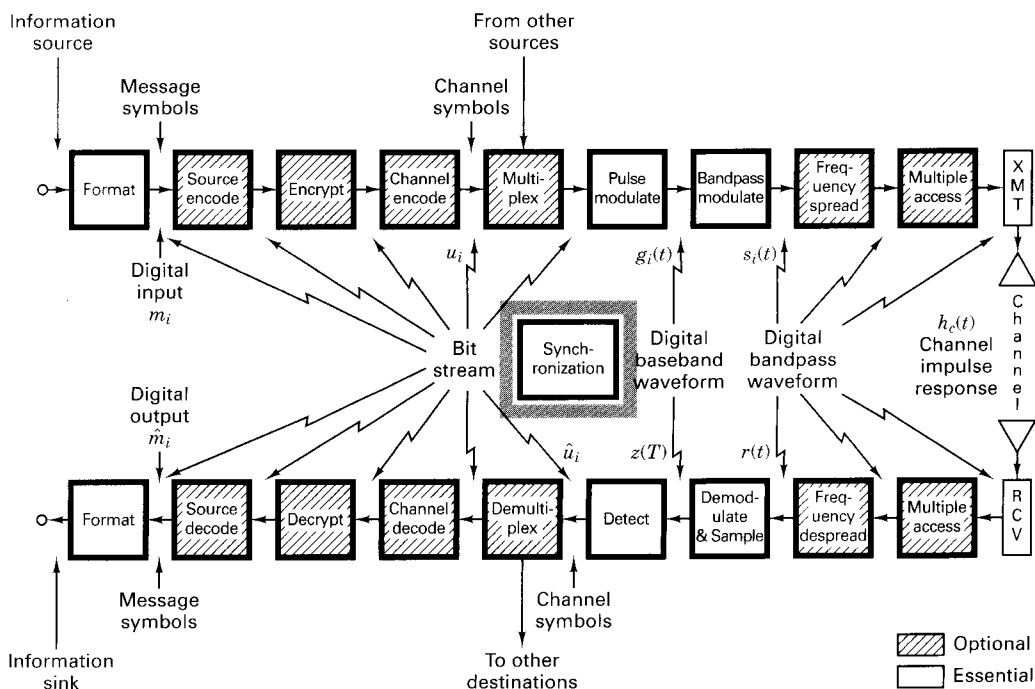 Information
source
From other
sources
Message
symbols
Channel
symbols
Format
Source
encode
Encrypt
Channel
encode
Multi-
plex
Pulse
modulate
Bandpass
modulate
Freq-
uency
spread
Multiple
access
X
M
T
Digital
input
m_i
u_i
g_i(t)
s_i(t)
Bit
stream
Synch-
ronization
Digital
baseband
waveform
Digital
bandpass
waveform
h_c(t)
Channel
impulse
response
C
h
a
n
n
e
l
Digital
output
m̂_i
û_i
z(T)
r(t)
Format
Source
decode
Decrypt
Channel
decode
Demulti-
plex
Detect
Demod-
ulate
& Sample
Freq-
uency
despread
Multiple
access
R
C
V
Message
symbols
Channel
symbols
Information
sink
To other
destinations
Optional
Essential